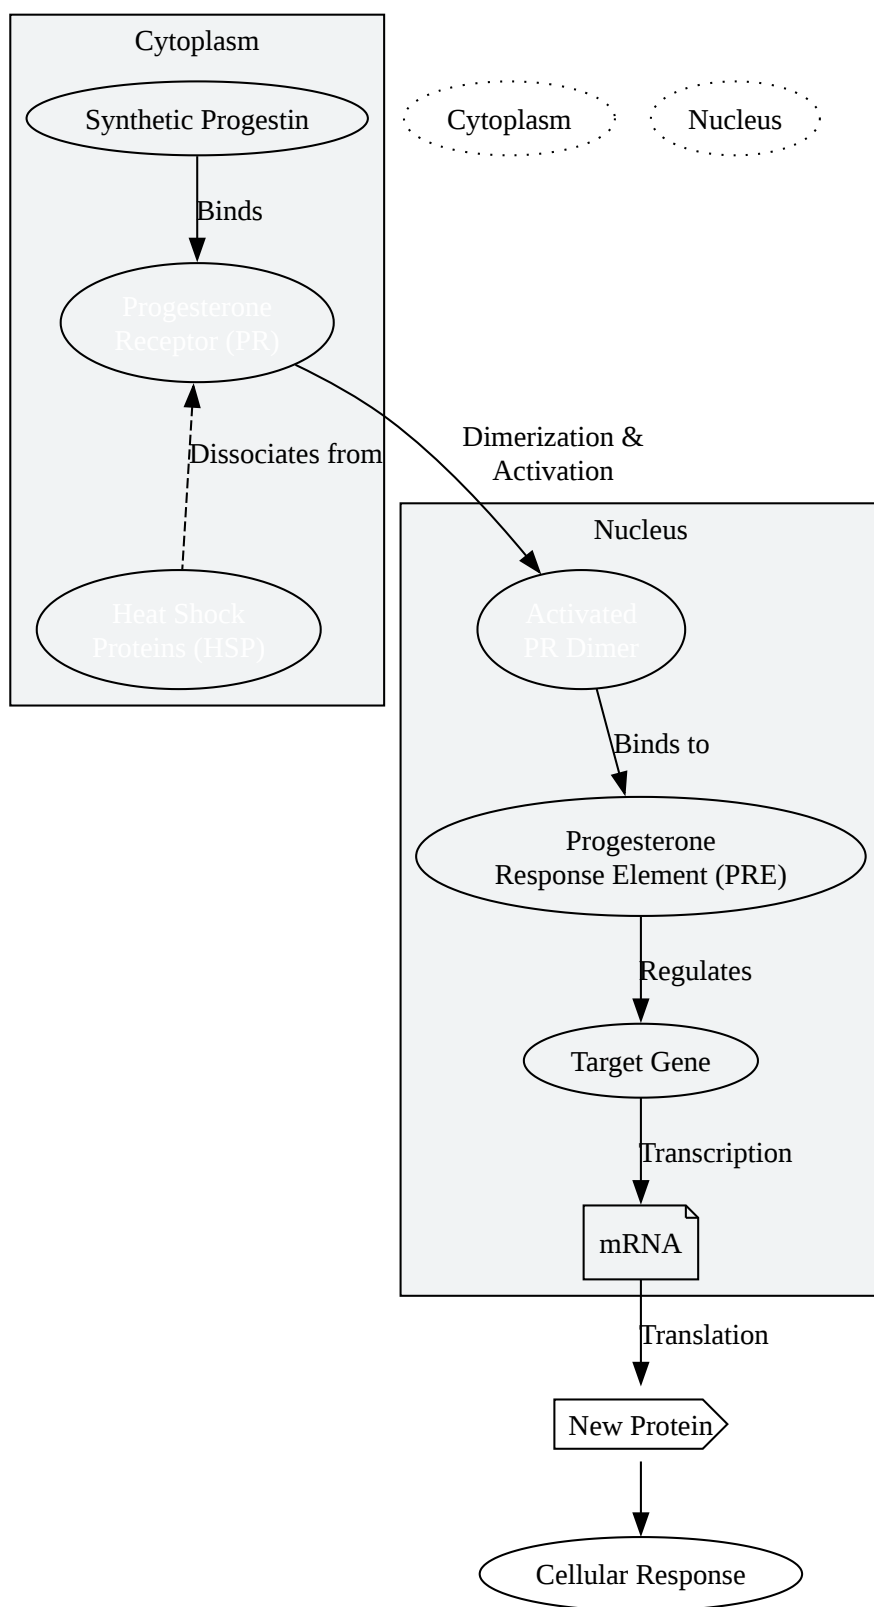 Cytoplasm
Synthetic Progestin
Cytoplasm
Nucleus
Binds
Progesterone
Receptor (PR)
Dissociates from
Dimerization &
Activation
Heat Shock
Proteins (HSP)
Nucleus
Activated
PR Dimer
Binds to
Progesterone
Response Element (PRE)
Regulates
Target Gene
Transcription
mRNA
Translation
New Protein
Cellular Response